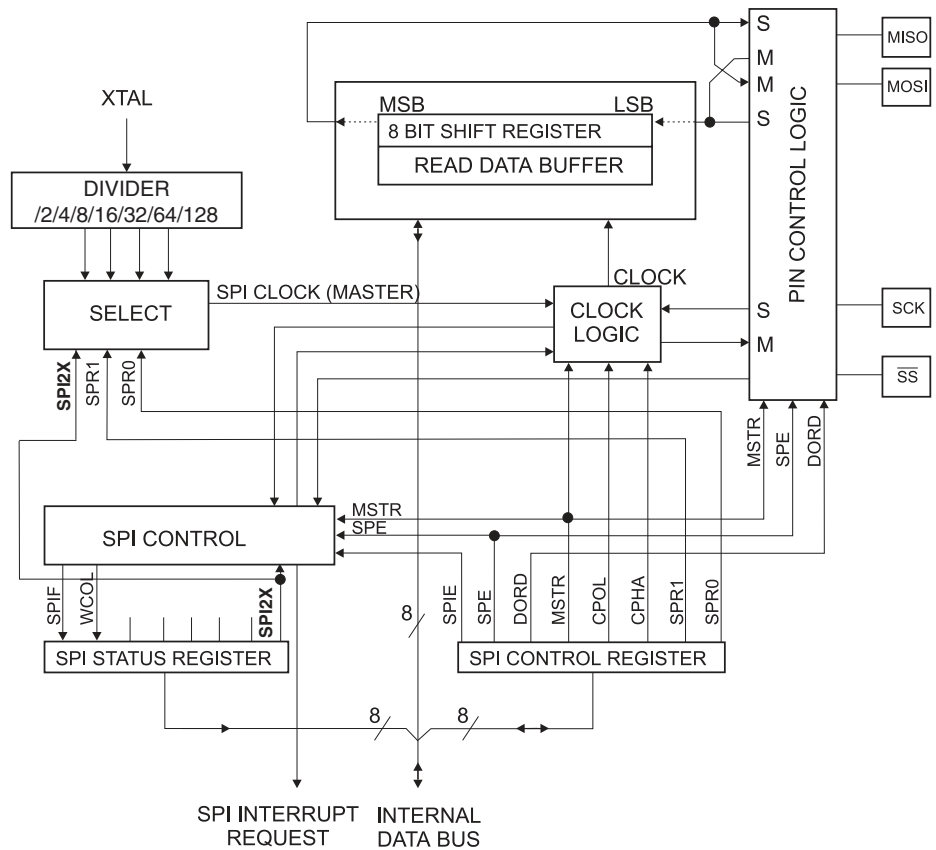 S
MISO
M
MOSI
M
S
PIN CONTROL LOGIC
XTAL
MSB
LSB
8 BIT SHIFT REGISTER
READ DATA BUFFER
DIVIDER
/2/4/8/16/32/64/128
SPI CLOCK (MASTER)
CLOCK
SELECT
CLOCK
LOGIC
S
SCK
M
SS
SPI2X
SPR1
SPR0
MSTR
SPE
DORD
SPI CONTROL
MSTR
SPE
SPIF
WCOL
SPI2X
8
SPIE
SPE
DORD
MSTR
CPOL
CPHA
SPR1
SPR0
SPI STATUS REGISTER
SPI CONTROL REGISTER
8
8
SPI INTERRUPT
REQUEST
INTERNAL
DATA BUS